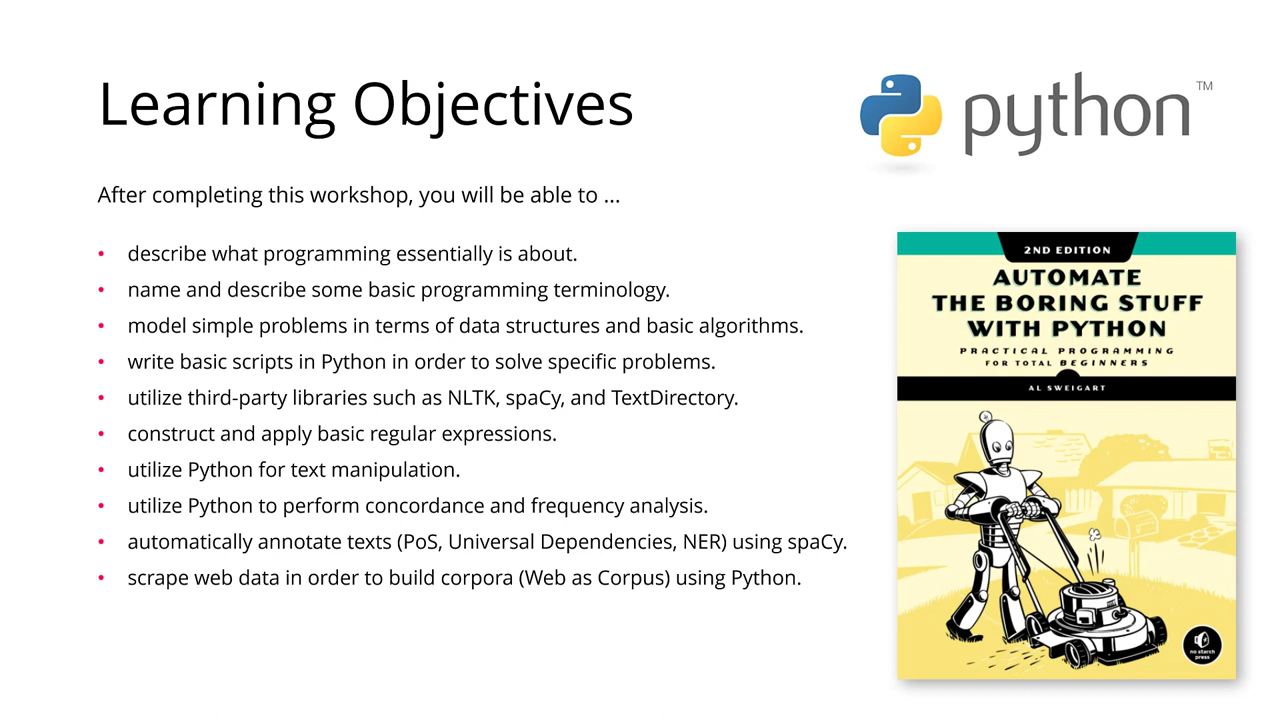 Learning Objectives
python™
After completing this workshop, you will be able to ...
• describe what programming essentially is about.
• name and describe some basic programming terminology.
• model simple problems in terms of data structures and basic algorithms.
• write basic scripts in Python in order to solve specific problems.
• utilize third-party libraries such as NLTK, spaCy, and TextDirectory.
• construct and apply basic regular expressions.
• utilize Python for text manipulation.
• utilize Python to perform concordance and frequency analysis.
• automatically annotate texts (PoS, Universal Dependencies, NER) using spaCy.
• scrape web data in order to build corpora (Web as Corpus) using Python.
2ND EDITION
AUTOMATE
THE BORING STUFF
WITH PYTHON
PRACTICAL PROGRAMMING
FOR TOTAL BEGINNERS
AL SWEIGART
no starch
press